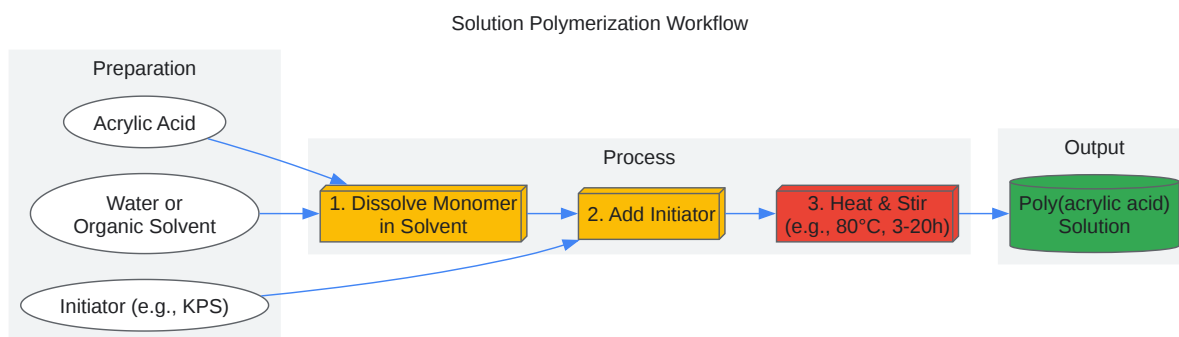 Solution Polymerization Workflow
Preparation
Acrylic Acid
Water or
Organic Solvent
Initiator (e.g., KPS)
Process
1. Dissolve Monomer
in Solvent
2. Add Initiator
3. Heat & Stir
(e.g., 80°C, 3-20h)
Output
Poly(acrylic acid)
Solution